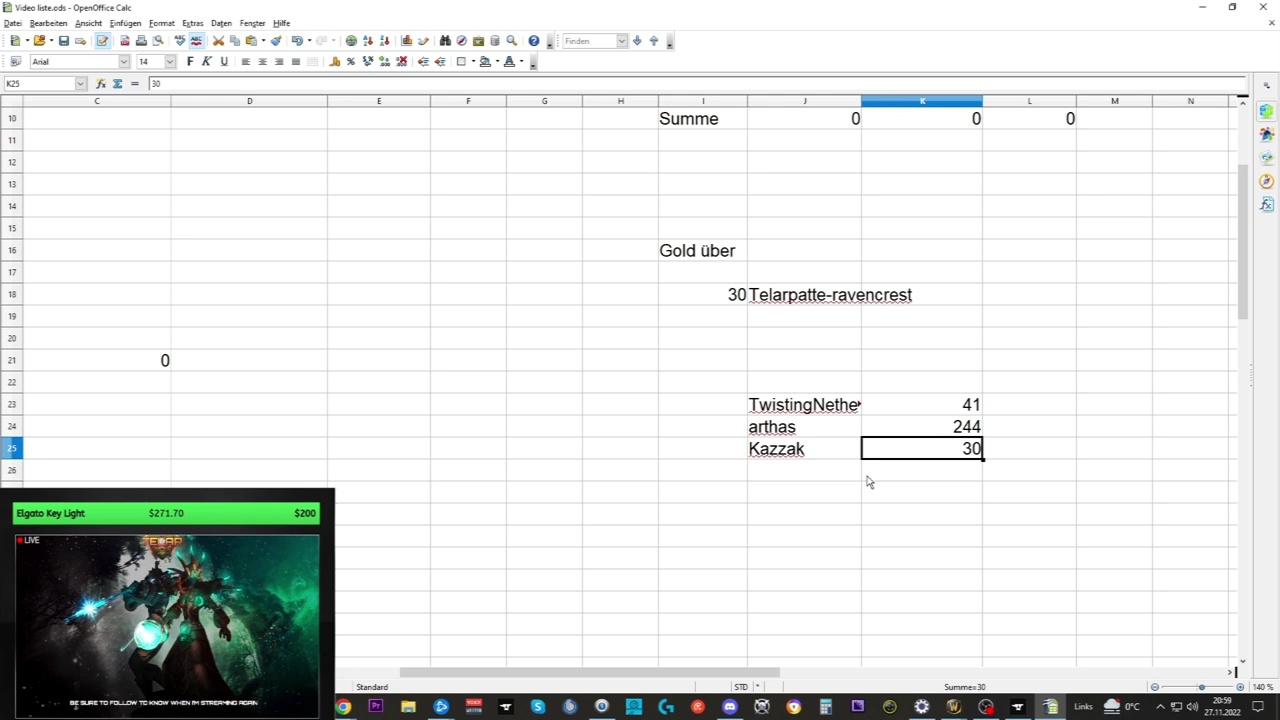 Video liste.ods - OpenOffice Calc
Datei Bearbeiten Ansicht Einfügen Format Extras Daten Fenster Hilfe
Finden
Arial 14 F K U
K25 30
C D E F G H I J K L M N
10 Summe 0 0 0
11
12
13
14
15
16 Gold über
17
18 30 Telarpatte-ravencrest
19
20
21 0
22
23 TwistingNethe 41
24 arthas 244
25 Kazzak 30
26
Elgato Key Light $271.70 $200
LIVE
TELAR
BE SURE TO FOLLOW TO KNOW WHEN I'M STREAMING AGAIN
Standard STD * Summe=30 140 %
Links 0°C 20:59
27.11.2022